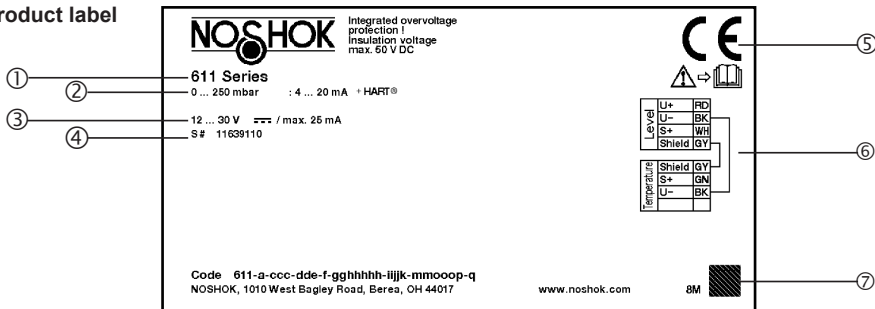 roduct label
NOSHOK
Integrated overvoltage
protection !
Insulation voltage
max. 50 V DC
CE
① 611 Series
② 0 ... 250 mbar : 4 ... 20 mA + HART®
③ 12 ... 30 V / max. 25 mA
④ S# 11639110
⑤
Level
U+ RD
U- BK
S+ WH
Shield GY
⑥
Temperature
Shield GY
S+ GN
U- BK
Code 611-a-ccc-dde-f-gghhhhh-iijjk-mmooop-q
NOSHOK, 1010 West Bagley Road, Berea, OH 44017 www.noshok.com 8M
⑦